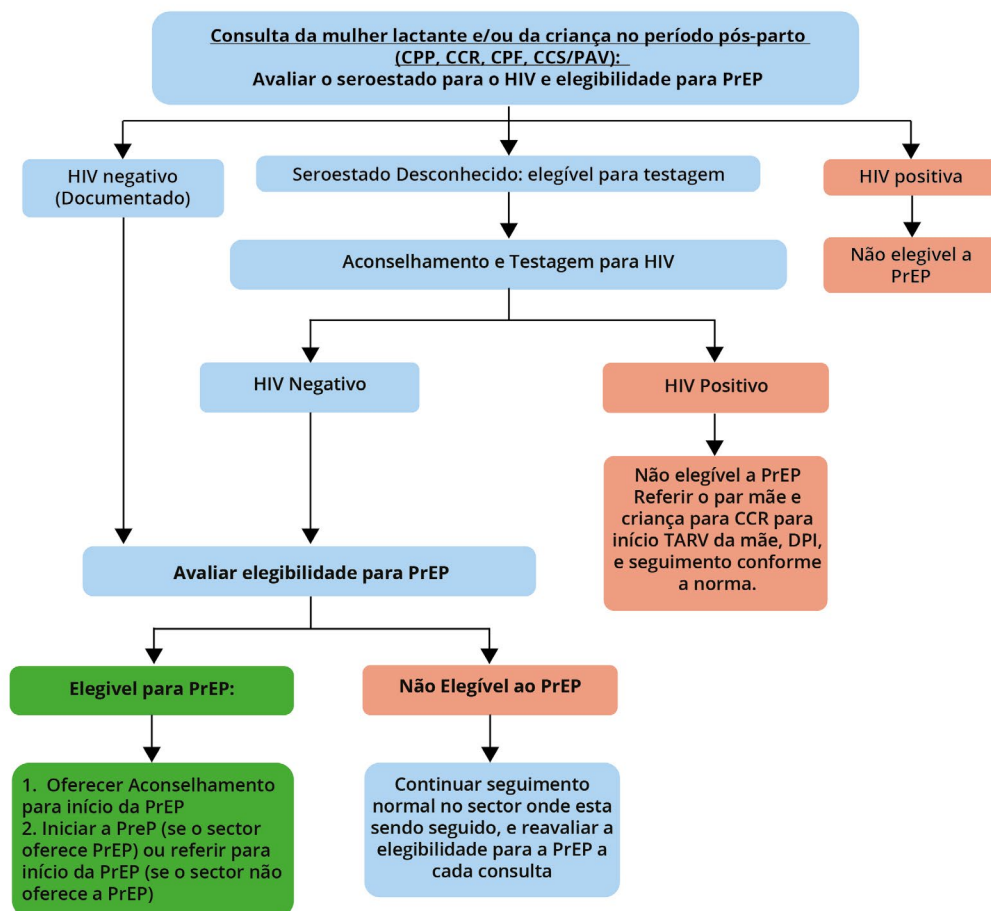 Consulta da mulher lactante e/ou da criança no período pós-parto
(CPP, CCR, CPF, CCS/PAV):
Avaliar o seroestado para o HIV e elegibilidade para PrEP
HIV negativo
(Documentado)
Seroestado Desconhecido: elegível para testagem
HIV positiva
Aconselhamento e Testagem para HIV
Não elegivel a
PrEP
HIV Negativo
HIV Positivo
Não elegível a PrEP
Referir o par mãe e
criança para CCR para
início TARV da mãe, DPI,
e seguimento conforme
a norma.
Avaliar elegibilidade para PrEP
Elegivel para PrEP:
Não Elegível ao PrEP
1. Oferecer Aconselhamento
para início da PrEP
2. Iniciar a PreP (se o sector
oferece PrEP) ou referir para
início da PrEP (se o sector não
oferece a PrEP)
Continuar seguimento
normal no sector onde esta
sendo seguido, e reavaliar a
elegibilidade para a PrEP a
cada consulta